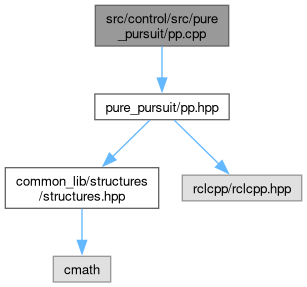 src/control/src/pure
_pursuit/pp.cpp
pure_pursuit/pp.hpp
common_lib/structures
/structures.hpp
rclcpp/rclcpp.hpp
cmath